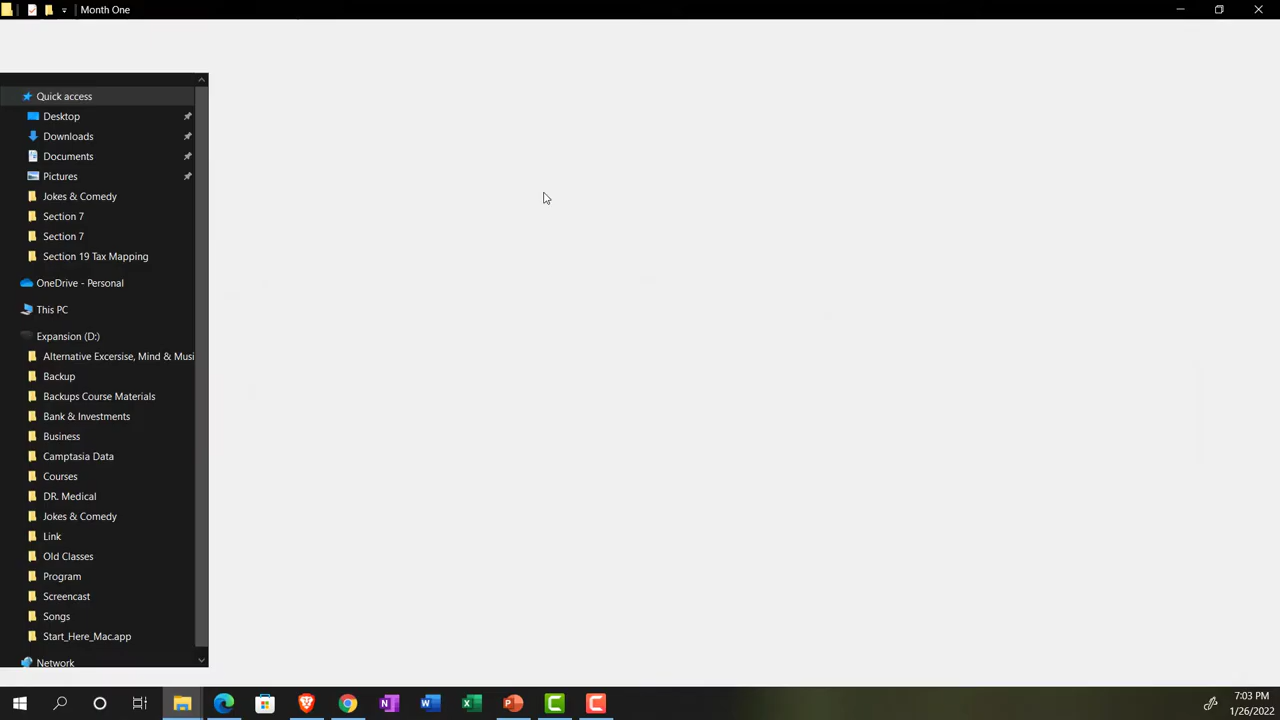 Month One
Quick access
Desktop
Downloads
Documents
Pictures
Jokes & Comedy
Section 7
Section 7
Section 19 Tax Mapping
OneDrive - Personal
This PC
Expansion (D:)
Alternative Excersise, Mind & Musi
Backup
Backups Course Materials
Bank & Investments
Business
Camptasia Data
Courses
DR. Medical
Jokes & Comedy
Link
Old Classes
Program
Screencast
Songs
Start_Here_Mac.app
Network
7:03 PM
1/26/2022